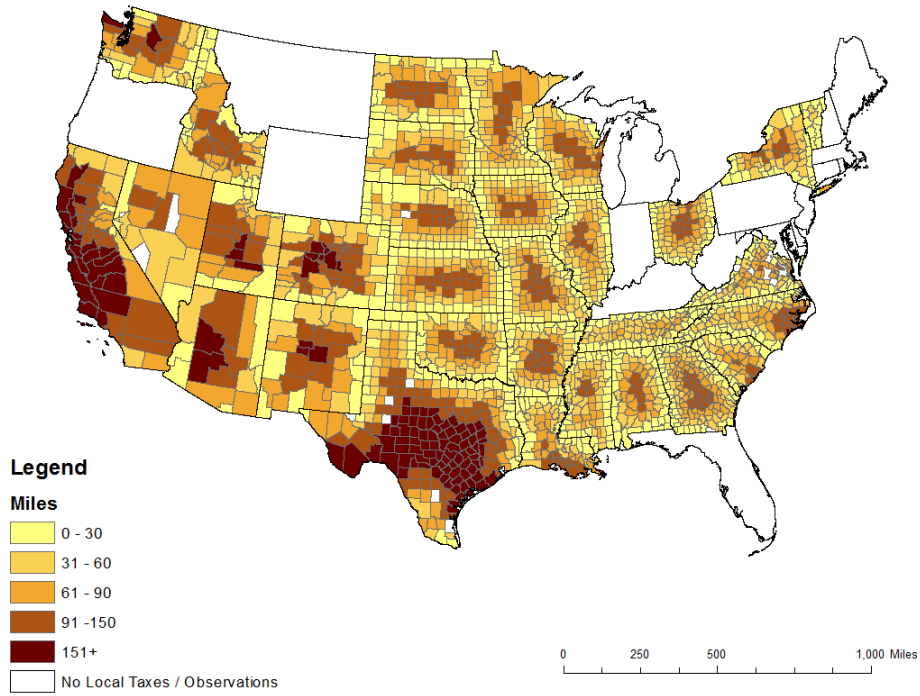 Legend
Miles
0 - 30
31 - 60
61 - 90
91 -150
151+
No Local Taxes / Observations
0 250 500 1,000 Miles